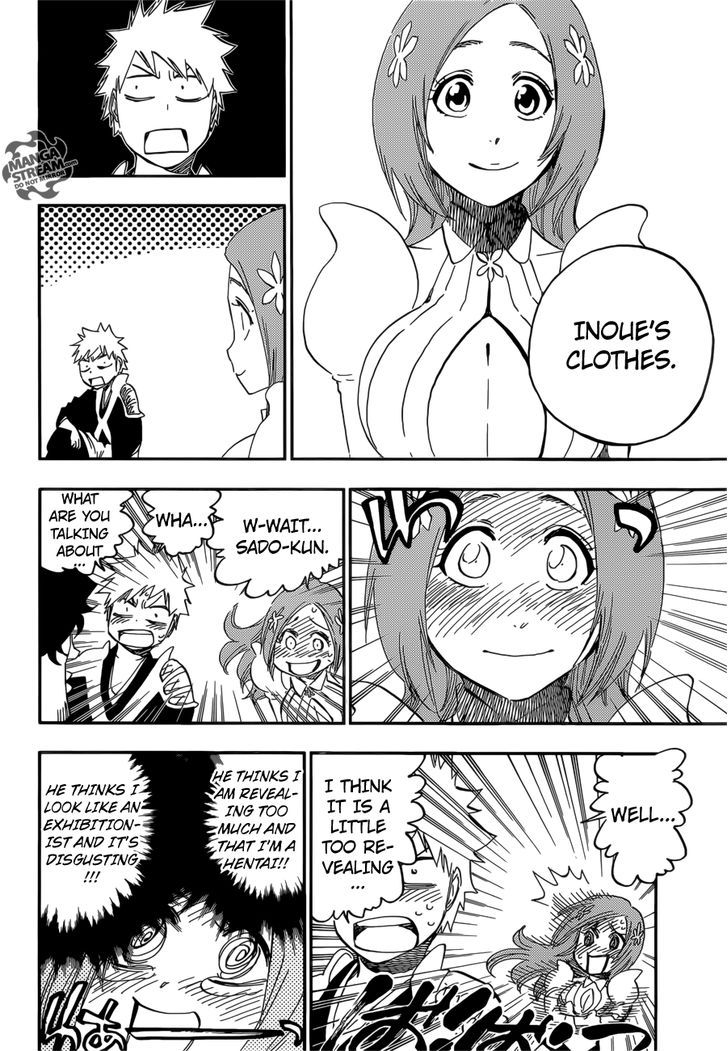 MANGA
STREAM.com
DO NOT MIRROR
INOUE'S
CLOTHES.
W-WAIT...
SADO-KUN.
WHA...
WHAT
ARE YOU
TALKING
ABOUT
...
WELL...
I THINK
IT IS A
LITTLE
TOO RE-
VEALING
...
HE THINKS I
AM REVEAL-
ING TOO
MUCH AND
THAT I'M A
HENTAI!!
HE THINKS I
LOOK LIKE AN
EXHIBITION-
IST AND IT'S
DISGUSTING
!!!